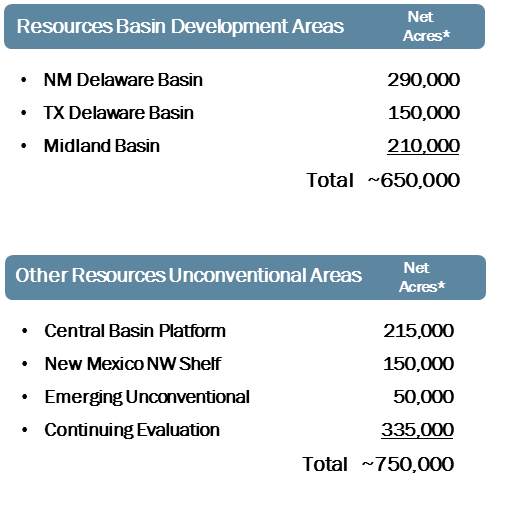 Resources Basin Development Areas Net Acres*
• NM Delaware Basin 290,000
• TX Delaware Basin 150,000
• Midland Basin 210,000
Total ~650,000
Other Resources Unconventional Areas Net Acres*
• Central Basin Platform 215,000
• New Mexico NW Shelf 150,000
• Emerging Unconventional 50,000
• Continuing Evaluation 335,000
Total ~750,000